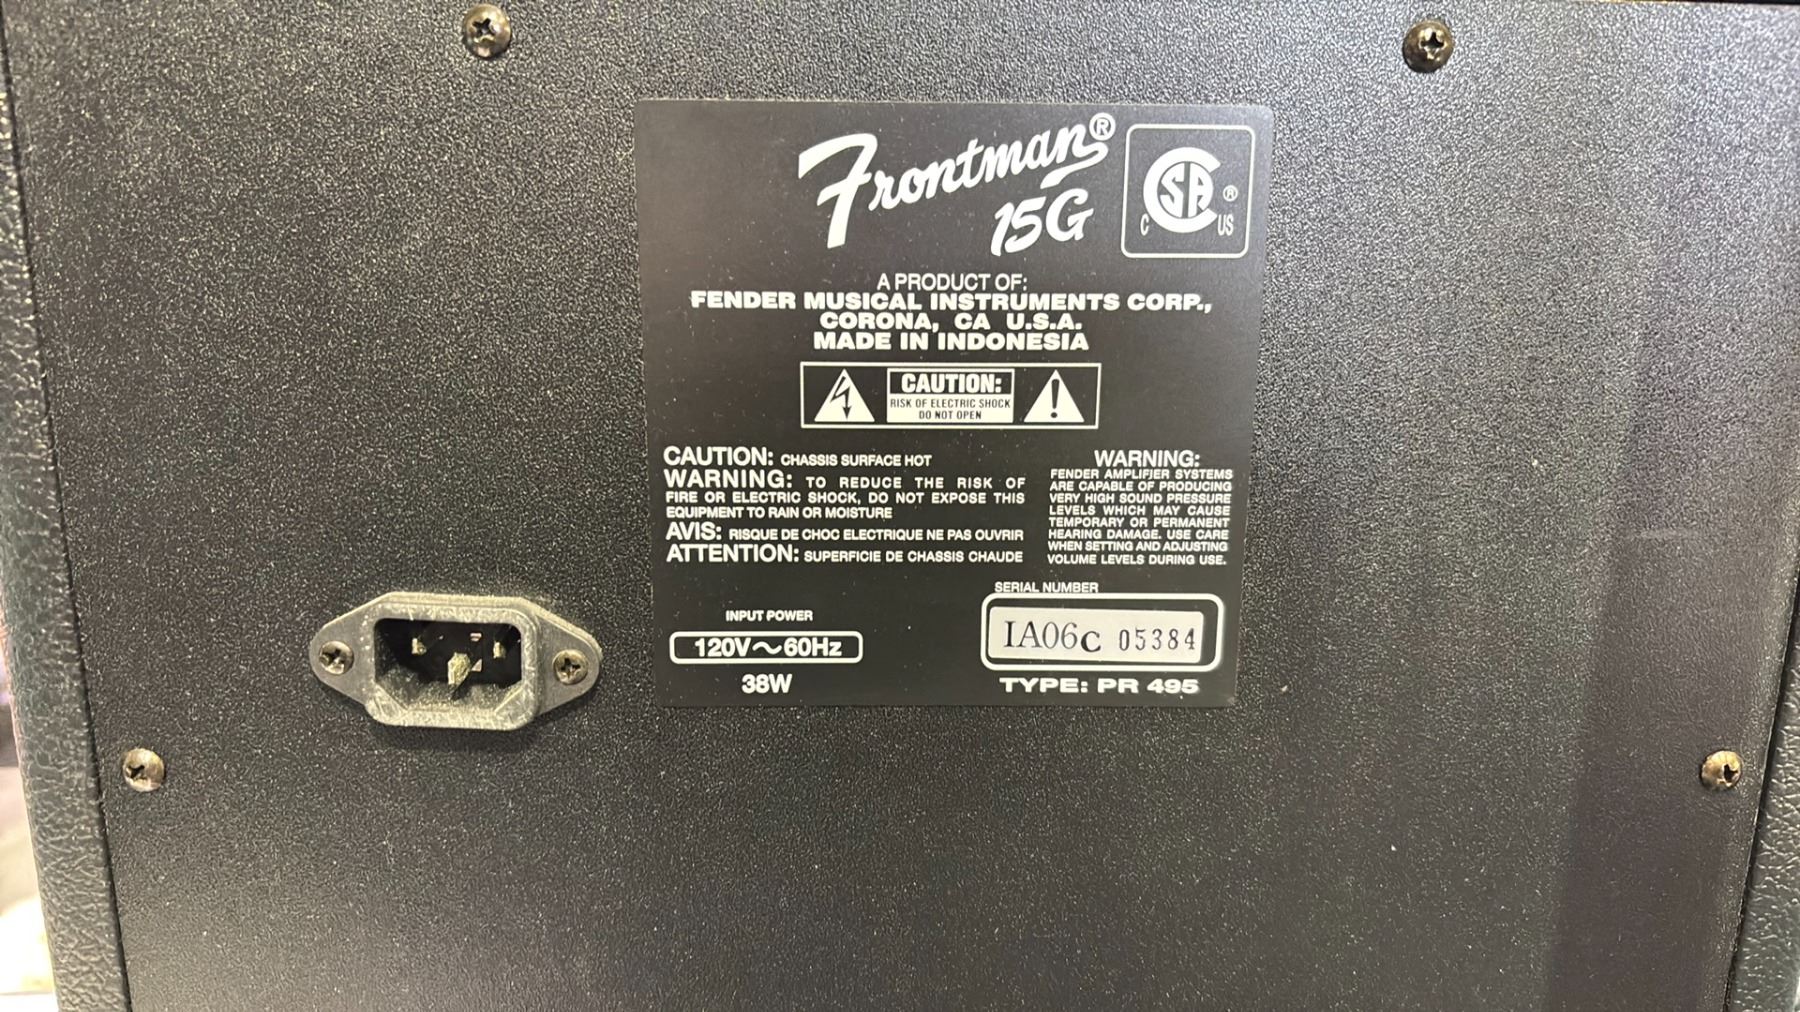 Frontman®
15G
CSA®
C US
A PRODUCT OF:
FENDER MUSICAL INSTRUMENTS CORP.,
CORONA, CA U.S.A.
MADE IN INDONESIA
CAUTION:
RISK OF ELECTRIC SHOCK
DO NOT OPEN
CAUTION: CHASSIS SURFACE HOT
WARNING: TO REDUCE THE RISK OF
FIRE OR ELECTRIC SHOCK, DO NOT EXPOSE THIS
EQUIPMENT TO RAIN OR MOISTURE
AVIS: RISQUE DE CHOC ELECTRIQUE NE PAS OUVRIR
ATTENTION: SUPERFICIE DE CHASSIS CHAUDE
WARNING:
FENDER AMPLIFIER SYSTEMS
ARE CAPABLE OF PRODUCING
VERY HIGH SOUND PRESSURE
LEVELS WHICH MAY CAUSE
TEMPORARY OR PERMANENT
HEARING DAMAGE. USE CARE
WHEN SETTING AND ADJUSTING
VOLUME LEVELS DURING USE.
INPUT POWER
120V～60Hz
38W
SERIAL NUMBER
IA06C 05384
TYPE: PR 495